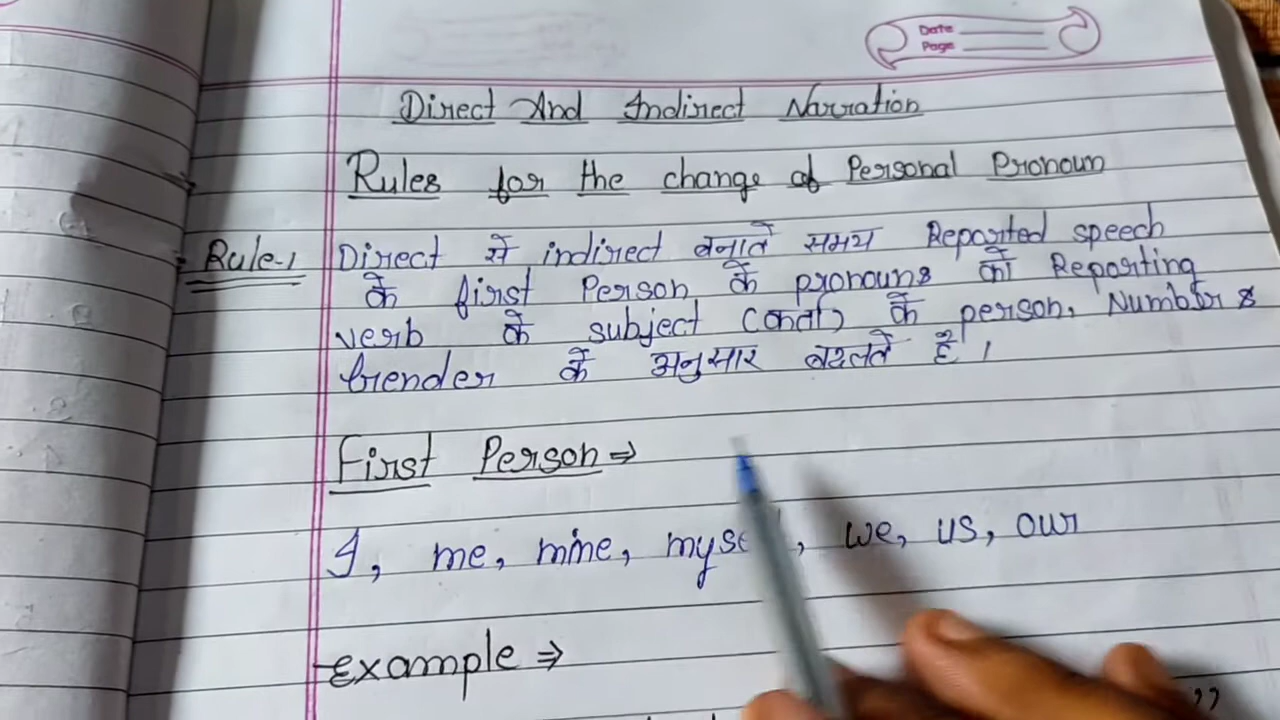 Date
Page
Direct And Indirect Narration
Rules for the change of Personal Pronoun
Rule-1 Direct से indirect बनाते समय Reported speech
के first Person के pronouns को Reporting
verb के subject (कर्ता) के person, Number &
Gender के अनुसार बदलते है।
First Person ⇒
I, me, mine, , we, us, our
example ⇒
”